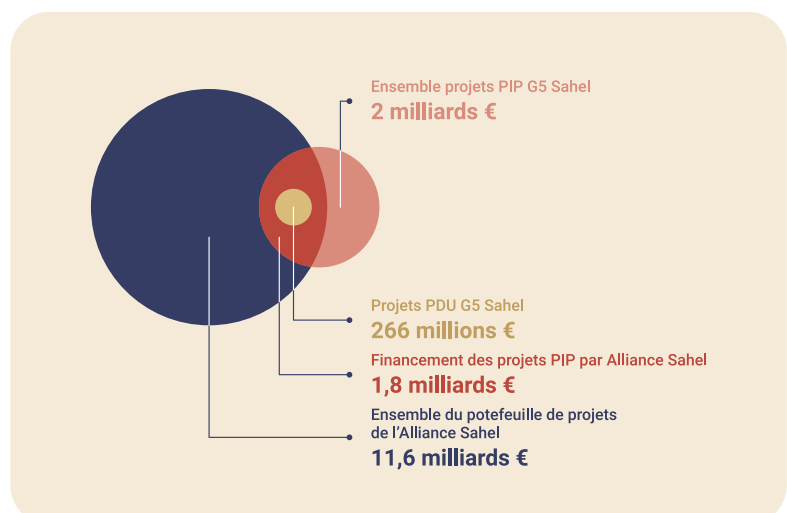 Ensemble projets PIP G5 Sahel
2 milliards €
Projets PDU G5 Sahel
266 millions €
Financement des projets PIP par Alliance Sahel
1,8 milliards €
Ensemble du potefeuille de projets
de l'Alliance Sahel
11,6 milliards €